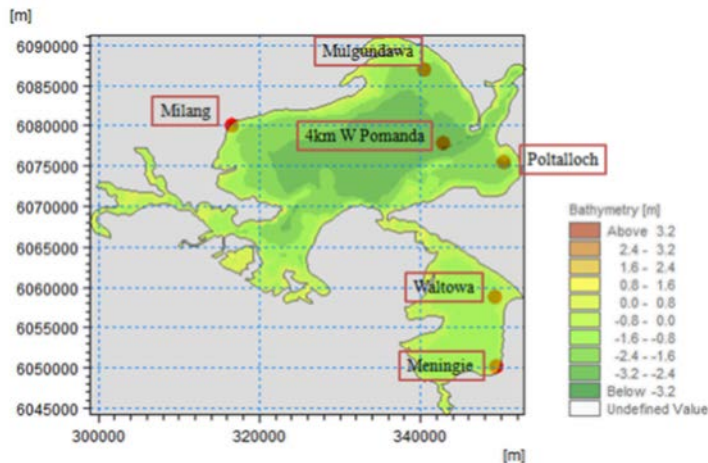 [m]
6090000
6085000
6080000
6075000
6070000
6065000
6060000
6055000
6050000
6045000
300000 320000 340000
[m]
Mulgundawa
Milang
4km W Pomanda
Poltalloch
Waltowa
Meningie
Bathymetry [m]
Above 3.2
2.4 - 3.2
1.6 - 2.4
0.8 - 1.6
0.0 - 0.8
-0.8 - 0.0
-1.6 - -0.8
-2.4 - -1.6
-3.2 - -2.4
Below -3.2
Undefined Value